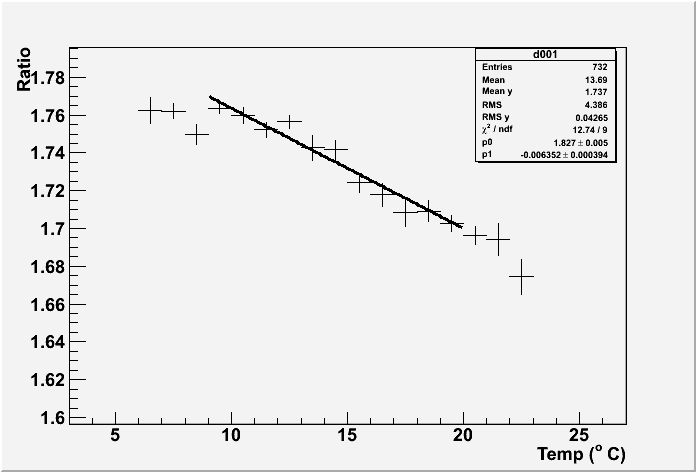 Ratio
1.78
1.76
1.74
1.72
1.7
1.68
1.66
1.64
1.62
1.6
5 10 15 20 25
Temp (° C)
d001
Entries 732
Mean 13.69
Mean y 1.737
RMS 4.386
RMS y 0.04265
χ² / ndf 12.74 / 9
p0 1.827 ± 0.005
p1 -0.006352 ± 0.000394